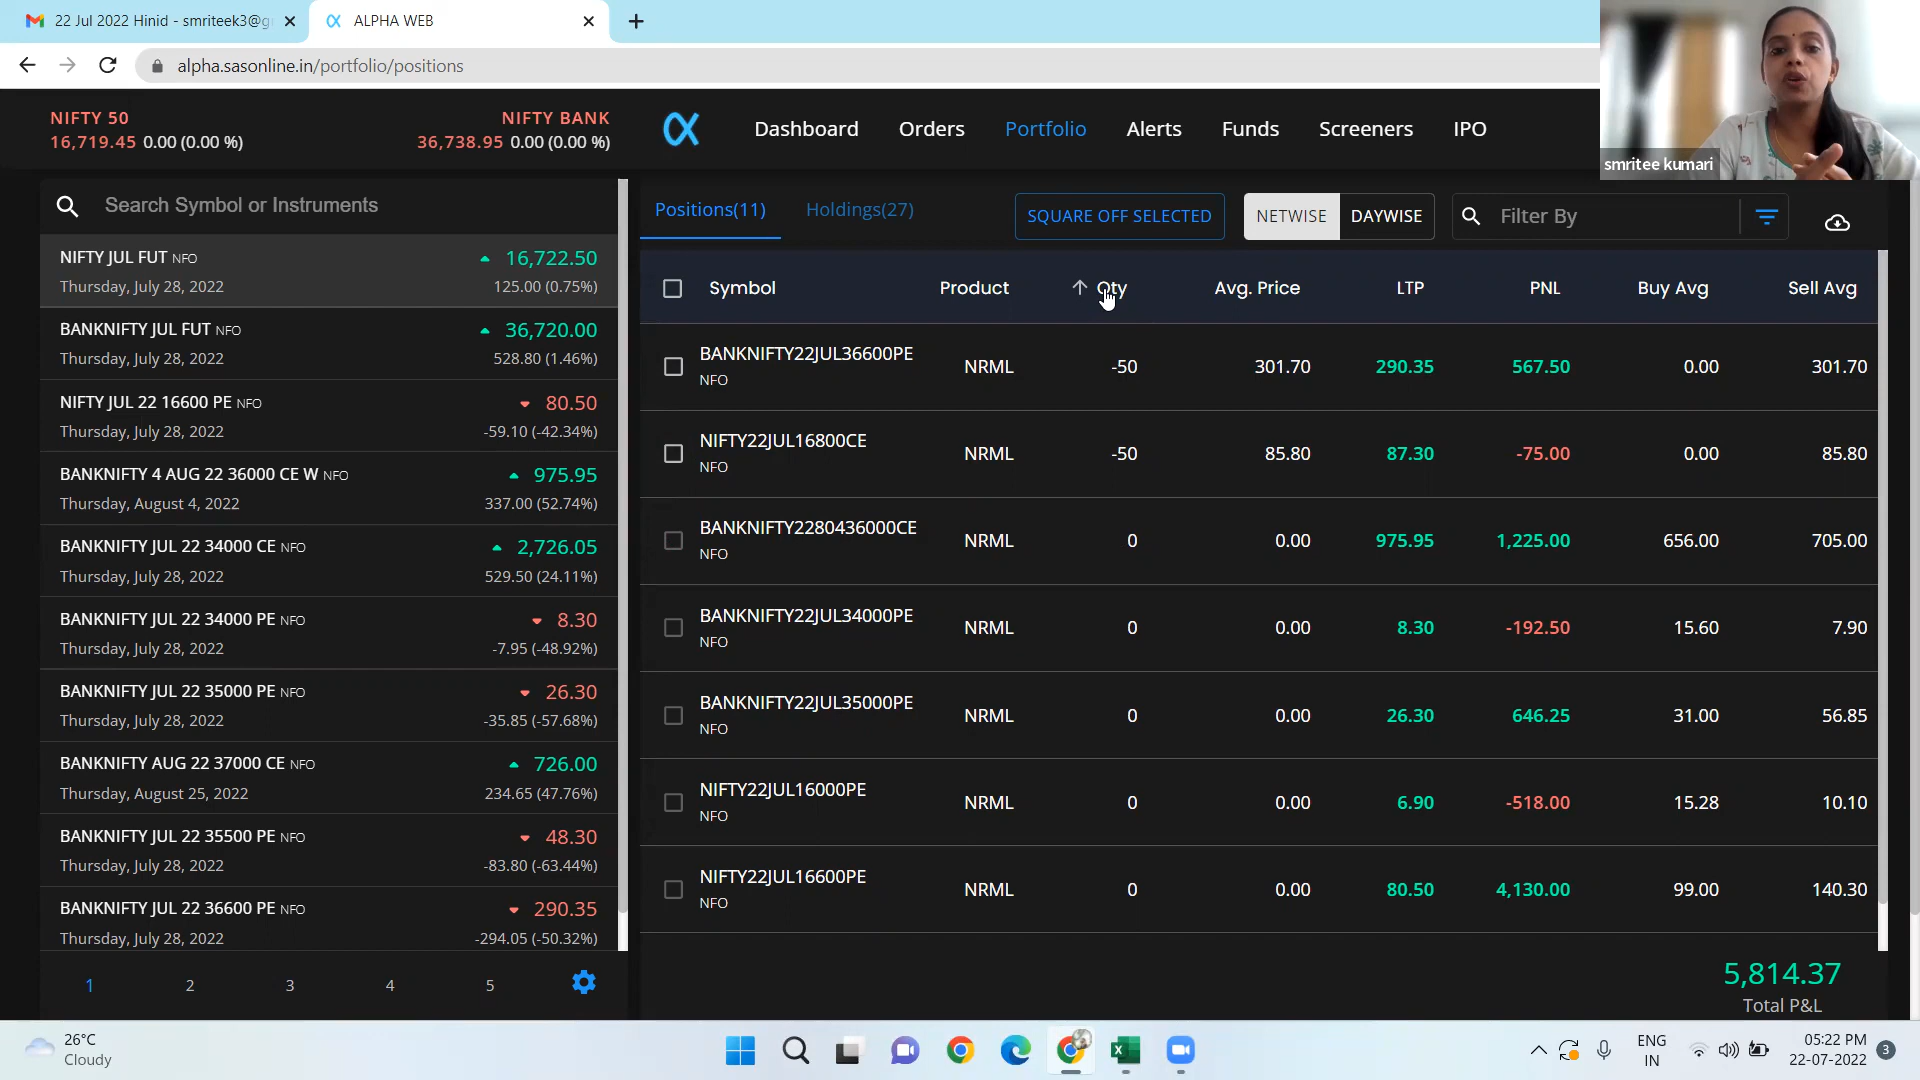 22 Jul 2022 Hinid - smriteek3@g
ALPHA WEB
alpha.sasonline.in/portfolio/positions
NIFTY 50
16,719.45 0.00 (0.00 %)
NIFTY BANK
36,738.95 0.00 (0.00 %)
Dashboard Orders Portfolio Alerts Funds Screeners IPO
smritee kumari
Search Symbol or Instruments
NIFTY JUL FUT NFO 16,722.50
Thursday, July 28, 2022 125.00 (0.75%)
BANKNIFTY JUL FUT NFO 36,720.00
Thursday, July 28, 2022 528.80 (1.46%)
NIFTY JUL 22 16600 PE NFO 80.50
Thursday, July 28, 2022 -59.10 (-42.34%)
BANKNIFTY 4 AUG 22 36000 CE W NFO 975.95
Thursday, August 4, 2022 337.00 (52.74%)
BANKNIFTY JUL 22 34000 CE NFO 2,726.05
Thursday, July 28, 2022 529.50 (24.11%)
BANKNIFTY JUL 22 34000 PE NFO 8.30
Thursday, July 28, 2022 -7.95 (-48.92%)
BANKNIFTY JUL 22 35000 PE NFO 26.30
Thursday, July 28, 2022 -35.85 (-57.68%)
BANKNIFTY AUG 22 37000 CE NFO 726.00
Thursday, August 25, 2022 234.65 (47.76%)
BANKNIFTY JUL 22 35500 PE NFO 48.30
Thursday, July 28, 2022 -83.80 (-63.44%)
BANKNIFTY JUL 22 36600 PE NFO 290.35
Thursday, July 28, 2022 -294.05 (-50.32%)
1 2 3 4 5
Positions(11) Holdings(27) SQUARE OFF SELECTED NETWISE DAYWISE Filter By
Symbol Product Qty Avg. Price LTP PNL Buy Avg Sell Avg
BANKNIFTY22JUL36600PE NRML -50 301.70 290.35 567.50 0.00 301.70
NFO
NIFTY22JUL16800CE NRML -50 85.80 87.30 -75.00 0.00 85.80
NFO
BANKNIFTY2280436000CE NRML 0 0.00 975.95 1,225.00 656.00 705.00
NFO
BANKNIFTY22JUL34000PE NRML 0 0.00 8.30 -192.50 15.60 7.90
NFO
BANKNIFTY22JUL35000PE NRML 0 0.00 26.30 646.25 31.00 56.85
NFO
NIFTY22JUL16000PE NRML 0 0.00 6.90 -518.00 15.28 10.10
NFO
NIFTY22JUL16600PE NRML 0 0.00 80.50 4,130.00 99.00 140.30
NFO
5,814.37
Total P&L
26°C
Cloudy
ENG
IN
05:22 PM
22-07-2022
3